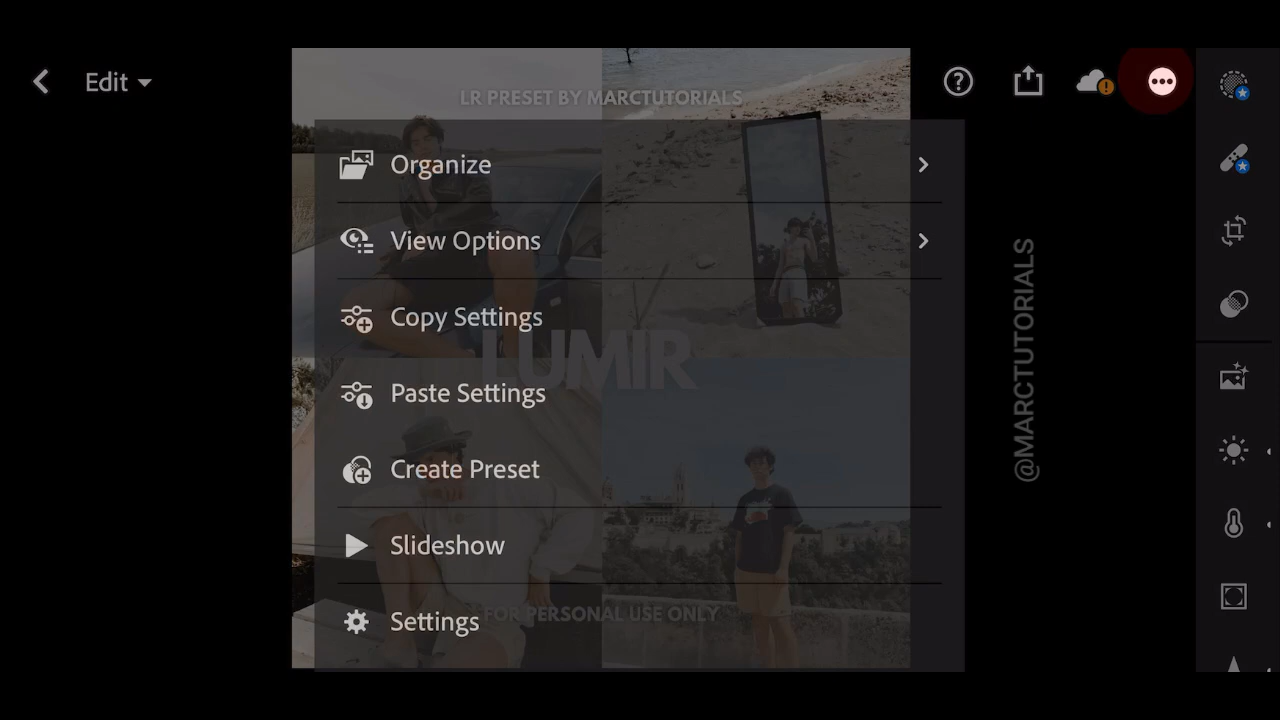 Edit
LR PRESET BY MARCTUTORIALS
Organize
View Options
Copy Settings
LUMIR
Paste Settings
Create Preset
Slideshow
FOR PERSONAL USE ONLY
Settings
@MARCTUTORIALS